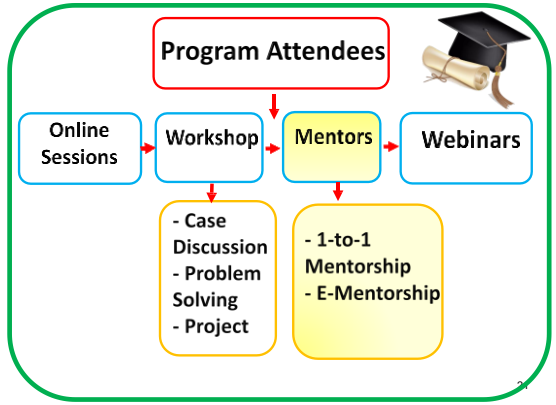 Program Attendees
Online
Sessions
Workshop
Mentors
Webinars
- Case
Discussion
- Problem
Solving
- Project
- 1-to-1
Mentorship
- E-Mentorship